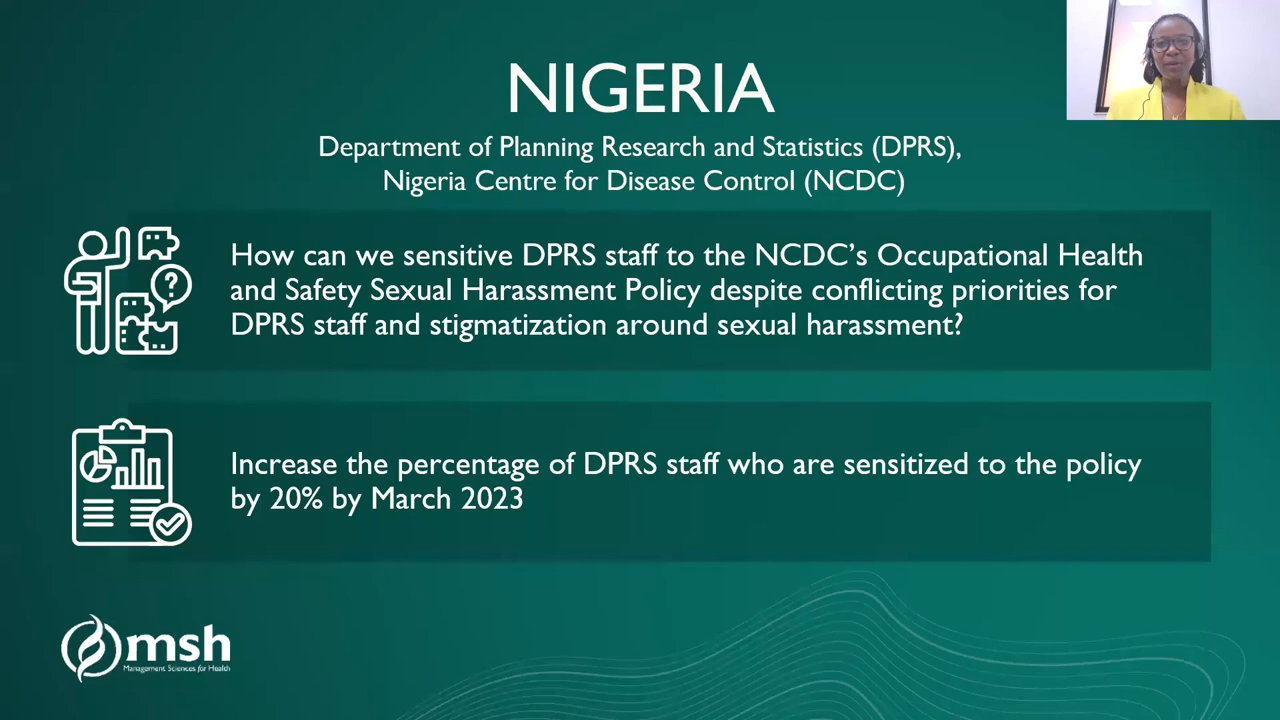 NIGERIA
Department of Planning Research and Statistics (DPRS),
Nigeria Centre for Disease Control (NCDC)
How can we sensitive DPRS staff to the NCDC’s Occupational Health
and Safety Sexual Harassment Policy despite conflicting priorities for
DPRS staff and stigmatization around sexual harassment?
?
Increase the percentage of DPRS staff who are sensitized to the policy
by 20% by March 2023
msh
Management Sciences for Health